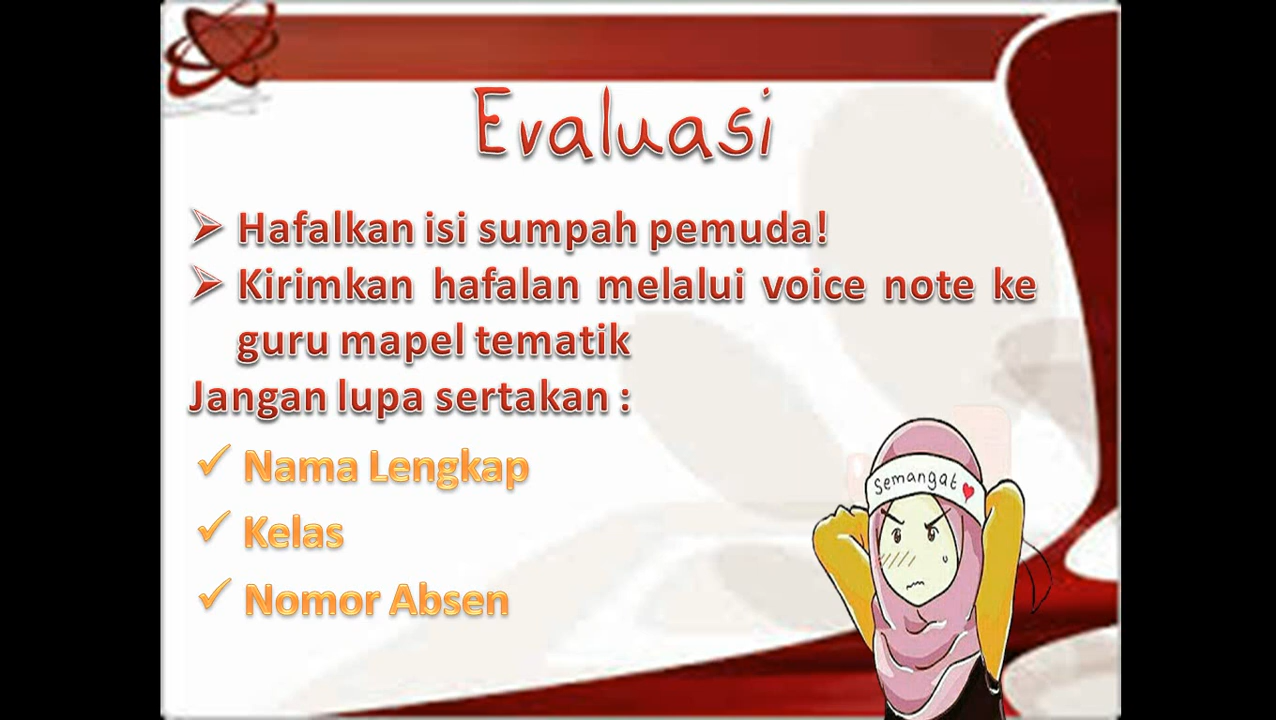 Evaluasi
Hafalkan isi sumpah pemuda!
Kirimkan hafalan melalui voice note ke
guru mapel tematik
Jangan lupa sertakan :
Nama Lengkap
Kelas
Nomor Absen
Semangat